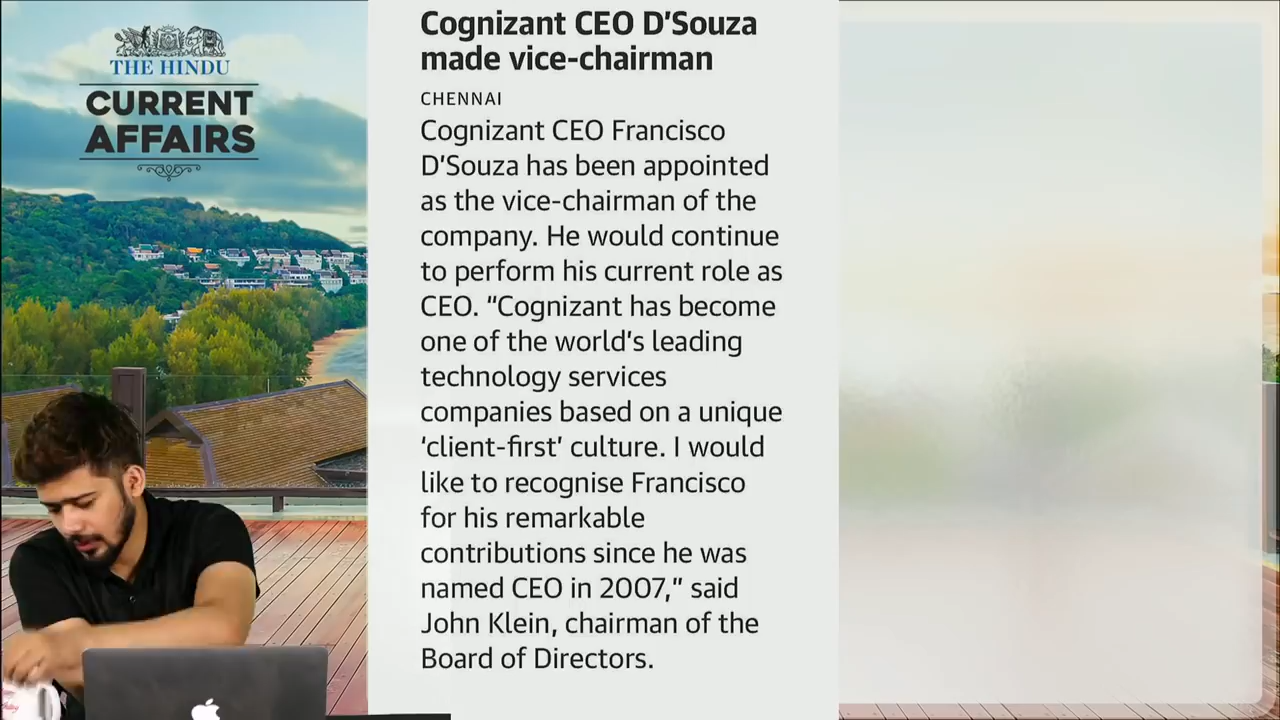 THE HINDU
CURRENT
AFFAIRS
Cognizant CEO D’Souza
made vice-chairman
CHENNAI
Cognizant CEO Francisco
D’Souza has been appointed
as the vice-chairman of the
company. He would continue
to perform his current role as
CEO. “Cognizant has become
one of the world’s leading
technology services
companies based on a unique
‘client-first’ culture. I would
like to recognise Francisco
for his remarkable
contributions since he was
named CEO in 2007,” said
John Klein, chairman of the
Board of Directors.